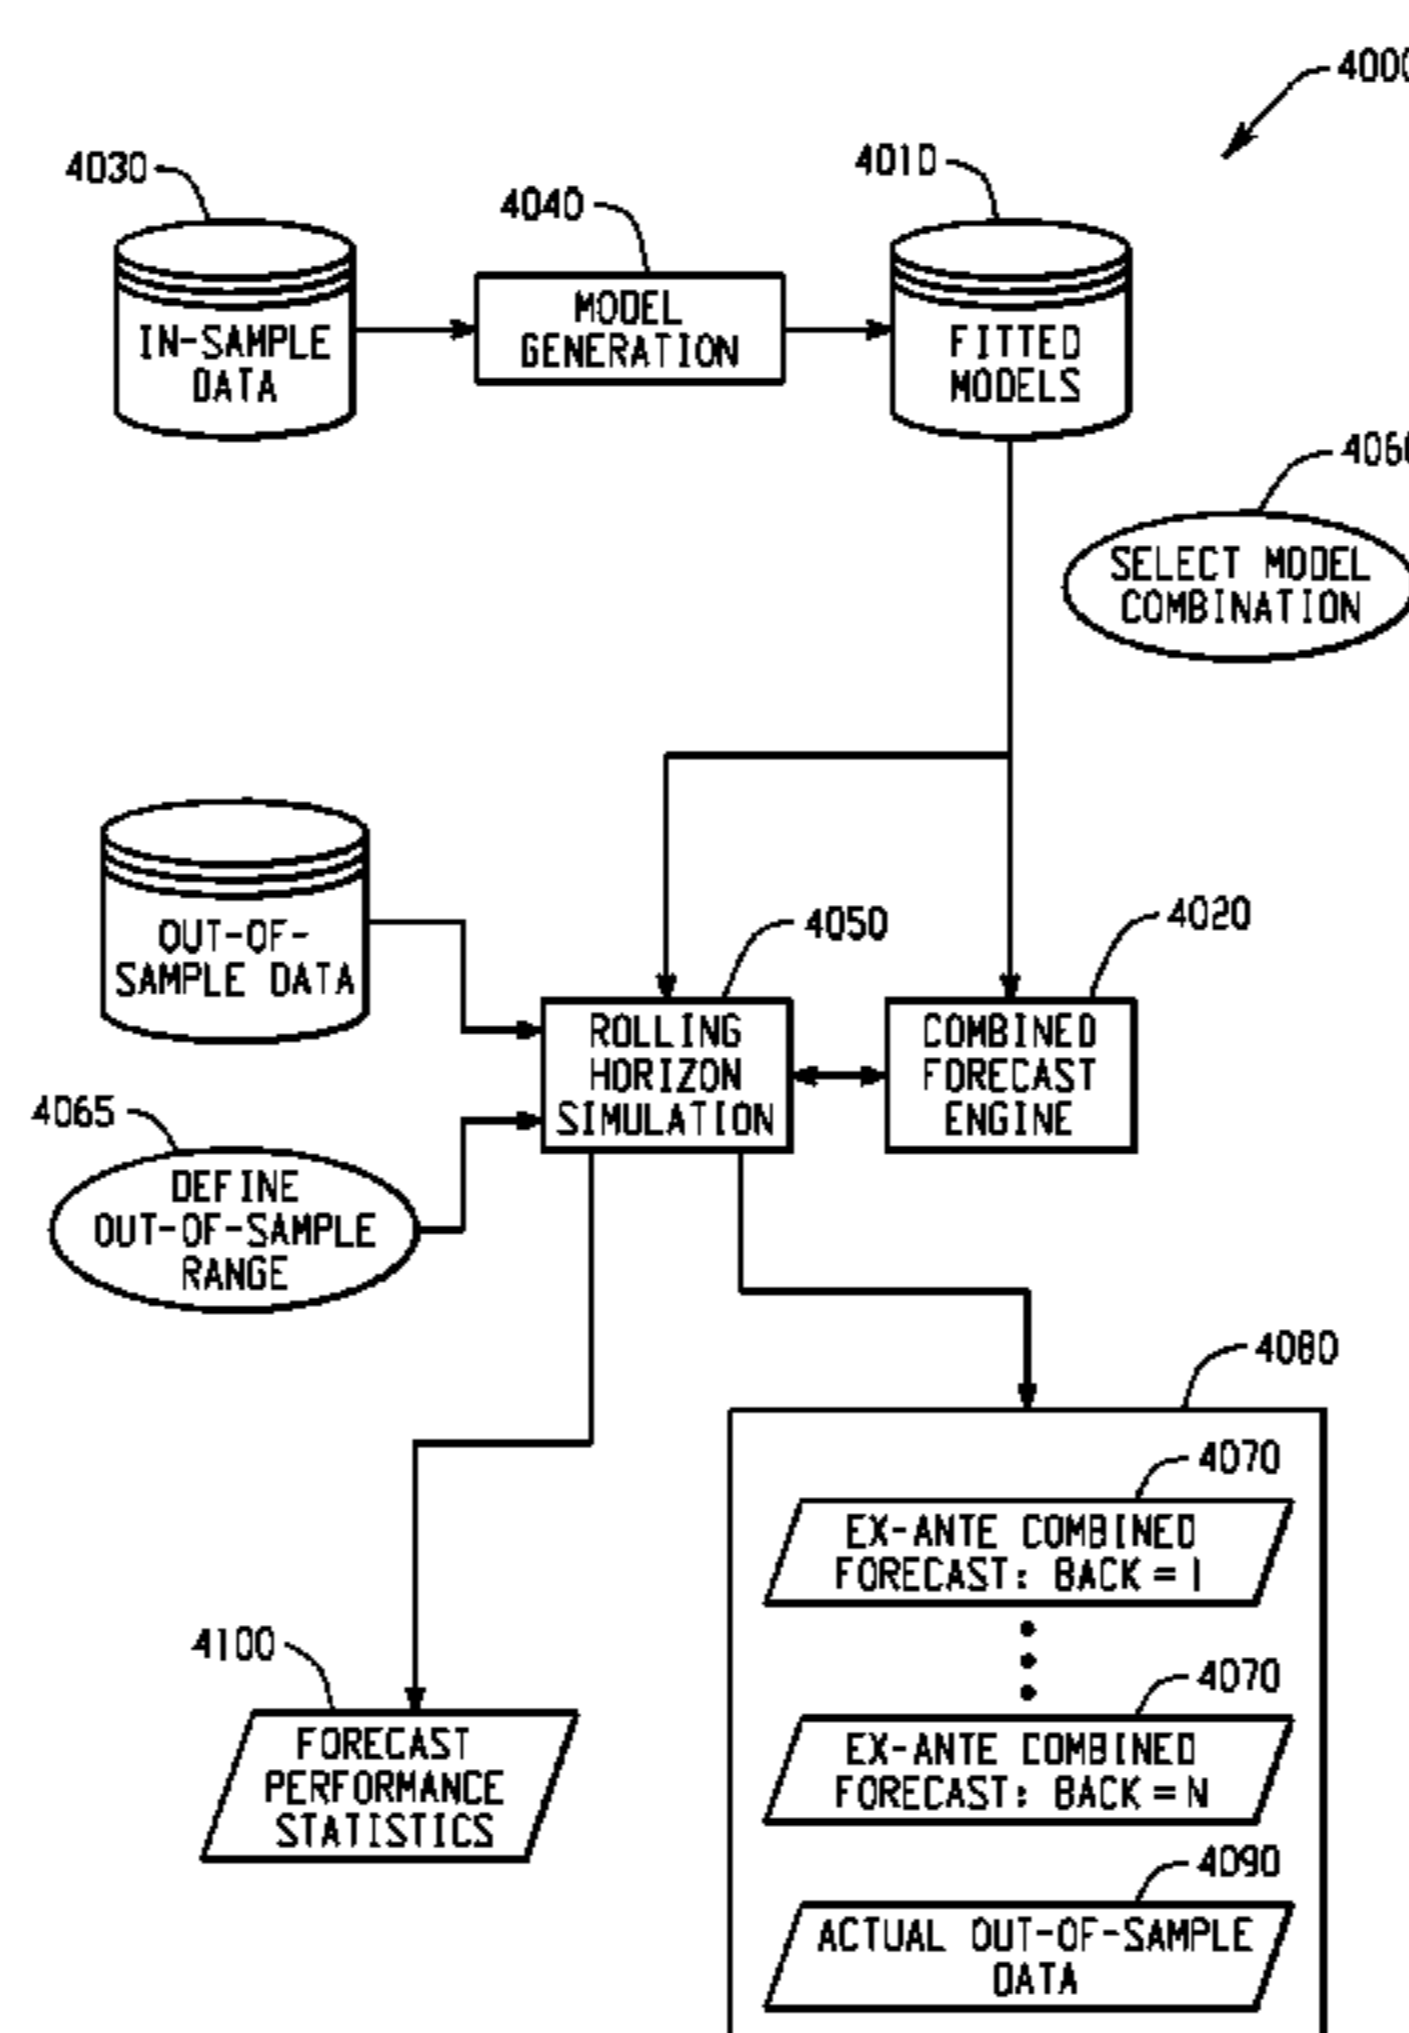 4000
4030
4040
4010
IN-SAMPLE
DATA
MODEL
GENERATION
FITTED
MODELS
4060
SELECT MODEL
COMBINATION
OUT-OF-
SAMPLE DATA
4050
4020
ROLLING
HORIZON
SIMULATION
COMBINED
FORECAST
ENGINE
4065
DEFINE
OUT-OF-SAMPLE
RANGE
4080
4070
EX-ANTE COMBINED
FORECAST: BACK = 1
4100
4070
FORECAST
PERFORMANCE
STATISTICS
EX-ANTE COMBINED
FORECAST: BACK = N
4090
ACTUAL OUT-OF-SAMPLE
DATA